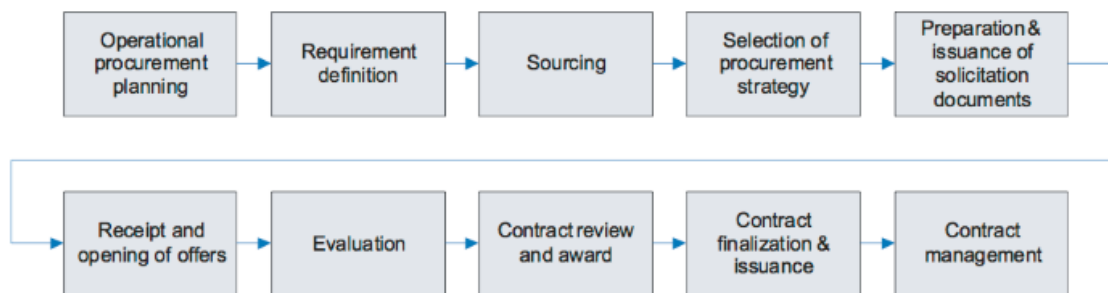 Operational
procurement
planning
Requirement
definition
Sourcing
Selection of
procurement
strategy
Preparation &
issuance of
solicitation
documents
Receipt and
opening of offers
Evaluation
Contract review
and award
Contract
finalization &
issuance
Contract
management